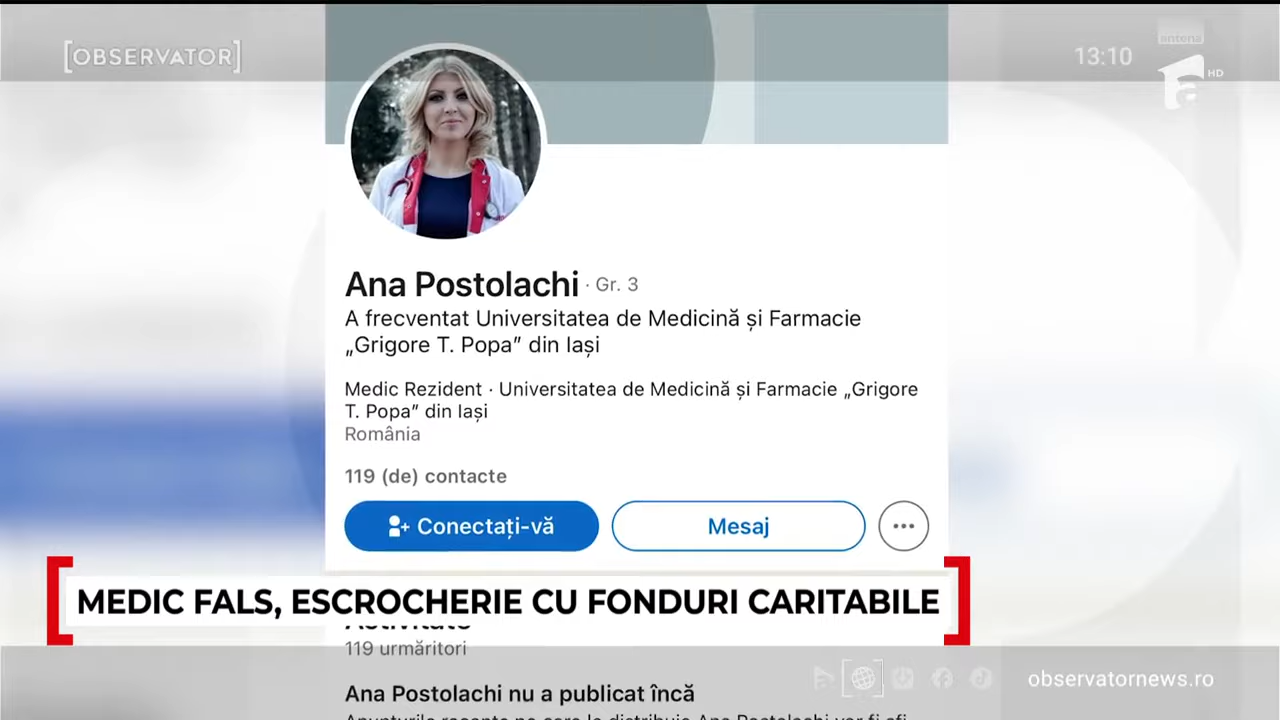 [OBSERVATOR]
13:10
antena
HD
Ana Postolachi · Gr. 3
A frecventat Universitatea de Medicină și Farmacie
„Grigore T. Popa” din Iași
Medic Rezident · Universitatea de Medicină și Farmacie „Grigore
T. Popa” din Iași
România
119 (de) contacte
Conectați-vă
Mesaj
MEDIC FALS, ESCROCHERIE CU FONDURI CARITABILE
Activitate
119 urmăritori
Ana Postolachi nu a publicat încă
observatornews.ro